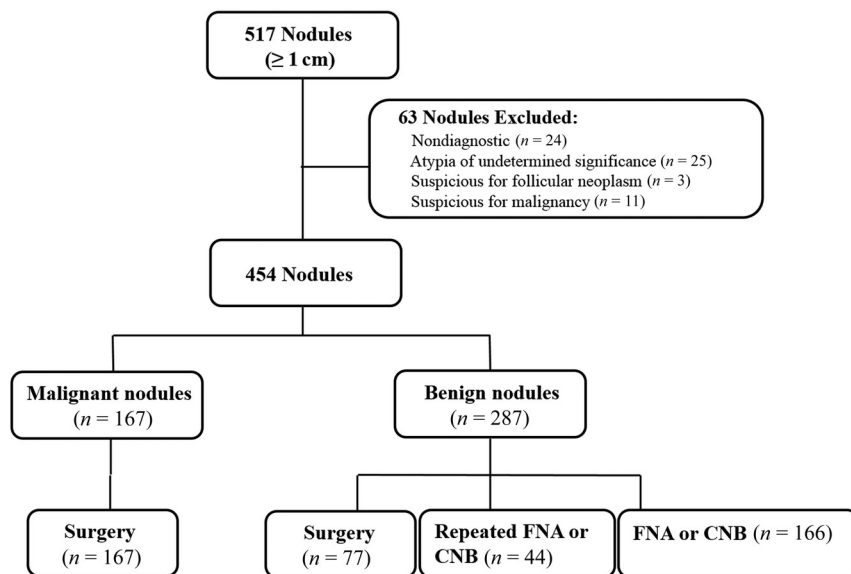 517 Nodules
(≥ 1 cm)
63 Nodules Excluded:
Nondiagnostic (n = 24)
Atypia of undetermined significance (n = 25)
Suspicious for follicular neoplasm (n = 3)
Suspicious for malignancy (n = 11)
454 Nodules
Malignant nodules
(n = 167)
Benign nodules
(n = 287)
Surgery
(n = 167)
Surgery
(n = 77)
Repeated FNA or
CNB (n = 44)
FNA or CNB (n = 166)